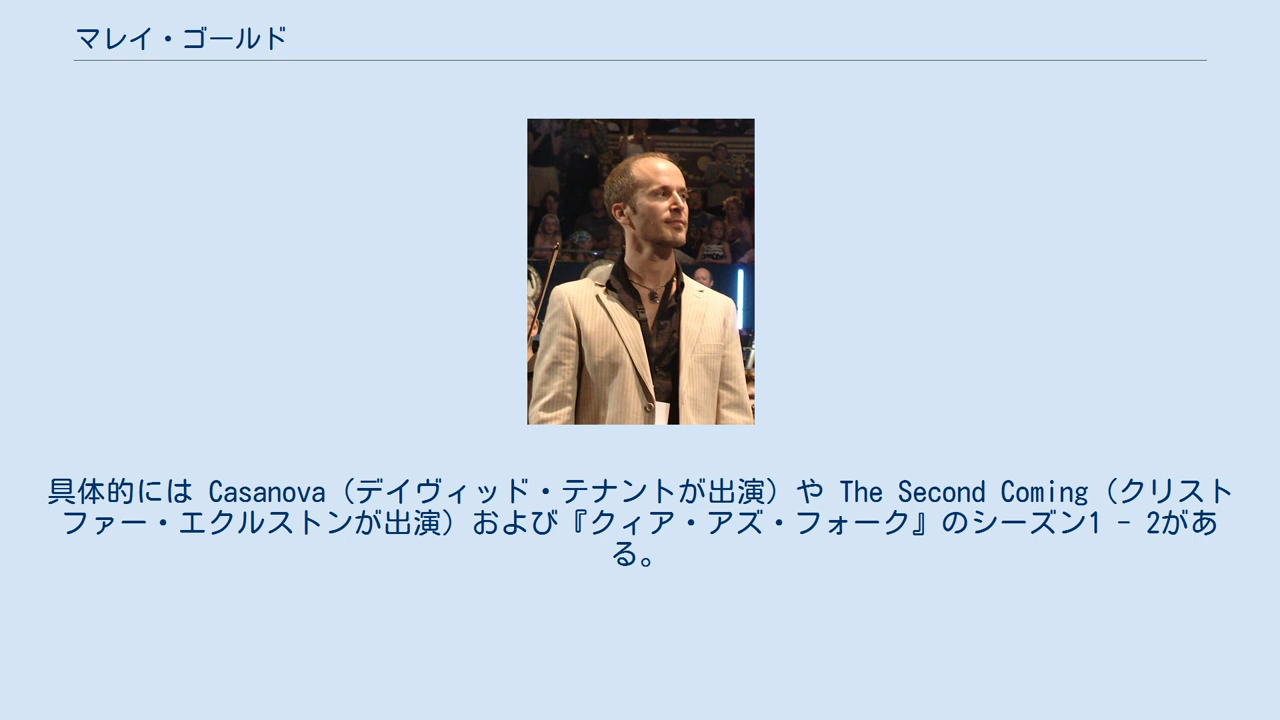 マレイ・ゴールド
具体的には Casanova（デイヴィッド・テナントが出演）や The Second Coming（クリスト
ファー・エクルストンが出演）および『クィア・アズ・フォーク』のシーズン1 - 2があ
る。